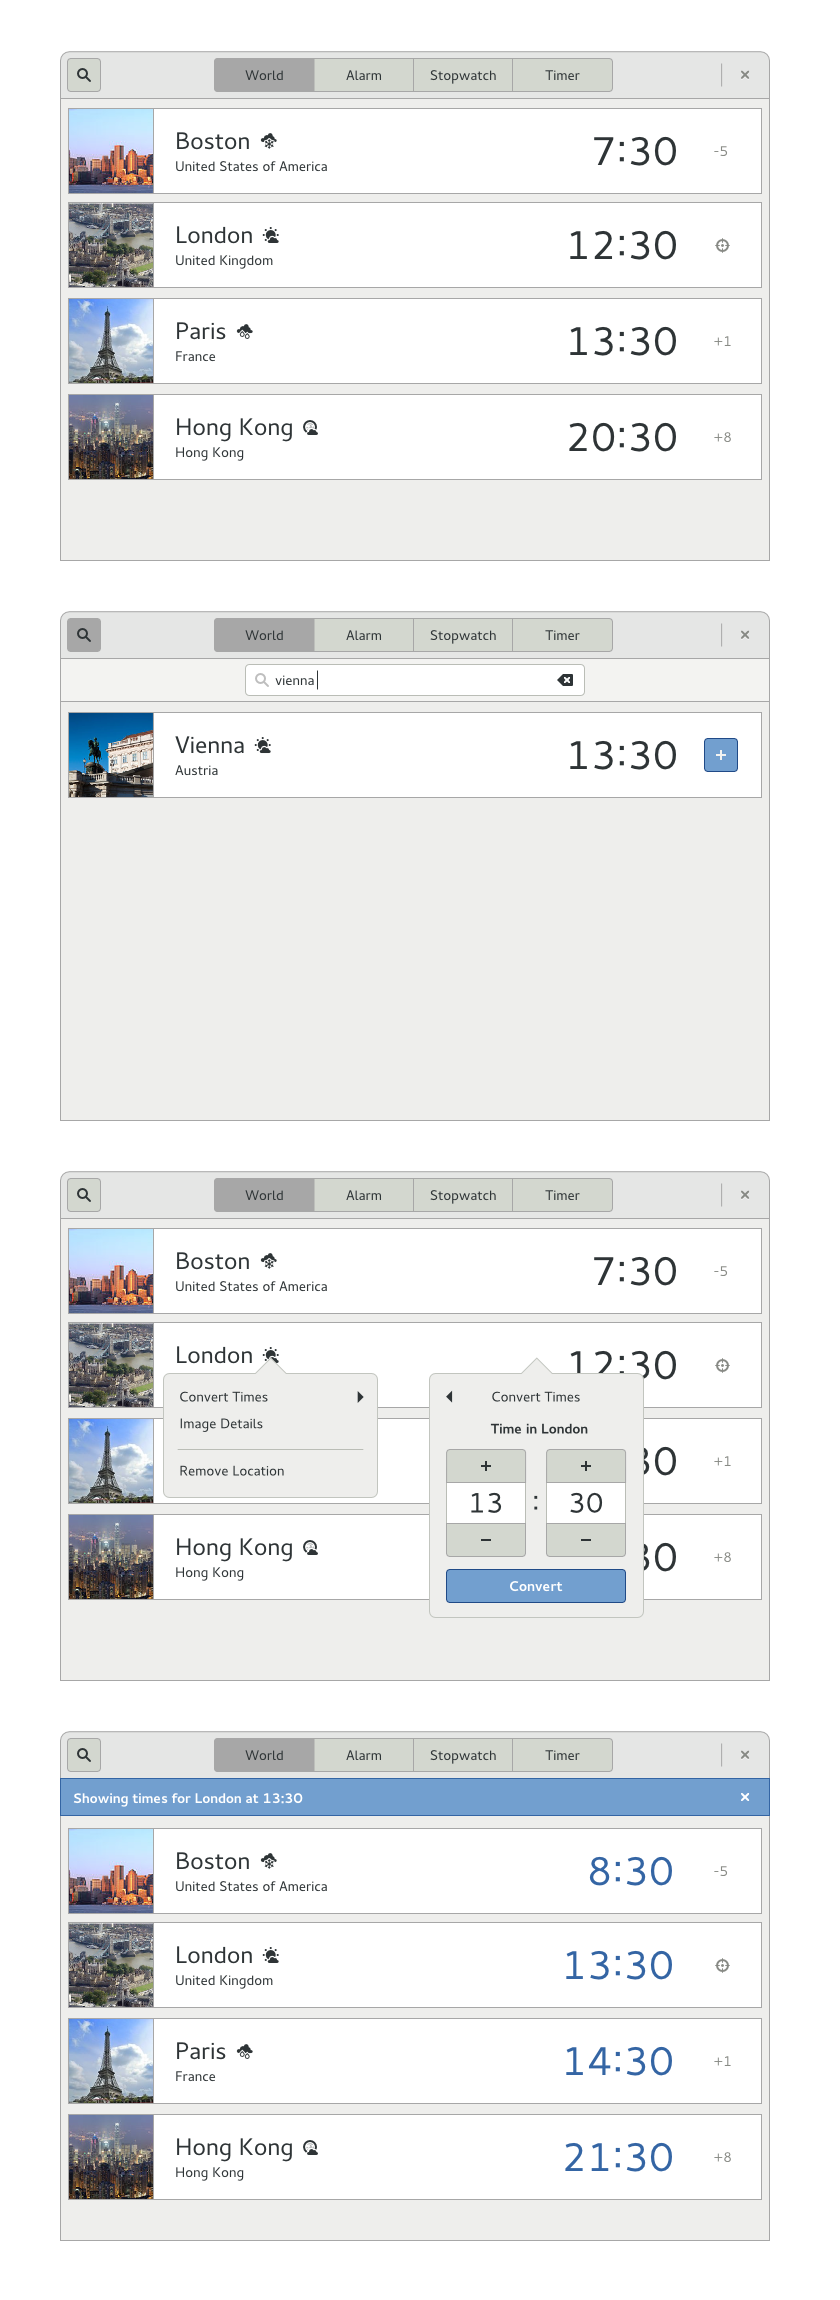 World Alarm Stopwatch Timer ×
Boston
United States of America
7:30 -5
London
United Kingdom
12:30
Paris
France
13:30 +1
Hong Kong
Hong Kong
20:30 +8
World Alarm Stopwatch Timer ×
vienna
Vienna
Austria
13:30 +
World Alarm Stopwatch Timer ×
Boston
United States of America
7:30 -5
London
12:30
Convert Times
Image Details
Remove Location
Convert Times
Time in London
+ +
13 : 30
− −
Convert
30 +1
Hong Kong
Hong Kong
30 +8
World Alarm Stopwatch Timer ×
Showing times for London at 13:30 ×
Boston
United States of America
8:30 -5
London
United Kingdom
13:30
Paris
France
14:30 +1
Hong Kong
Hong Kong
21:30 +8